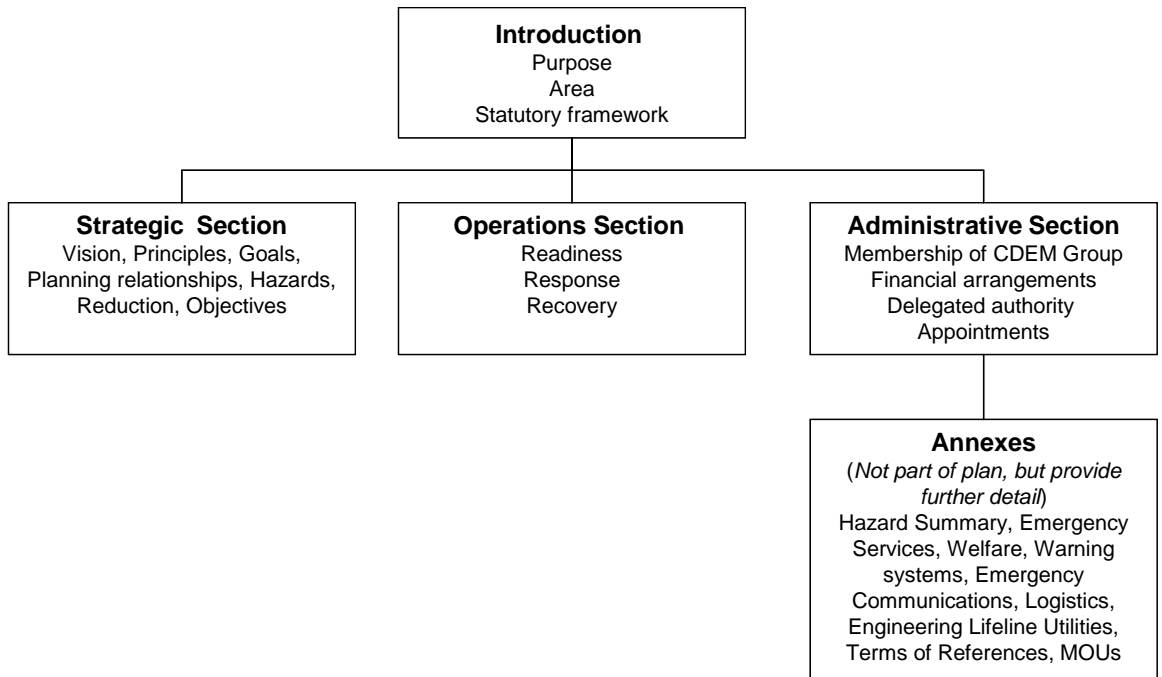 Introduction
Purpose
Area
Statutory framework
Strategic Section
Vision, Principles, Goals,
Planning relationships, Hazards,
Reduction, Objectives
Operations Section
Readiness
Response
Recovery
Administrative Section
Membership of CDEM Group
Financial arrangements
Delegated authority
Appointments
Annexes
(Not part of plan, but provide
further detail)
Hazard Summary, Emergency
Services, Welfare, Warning
systems, Emergency
Communications, Logistics,
Engineering Lifeline Utilities,
Terms of References, MOUs